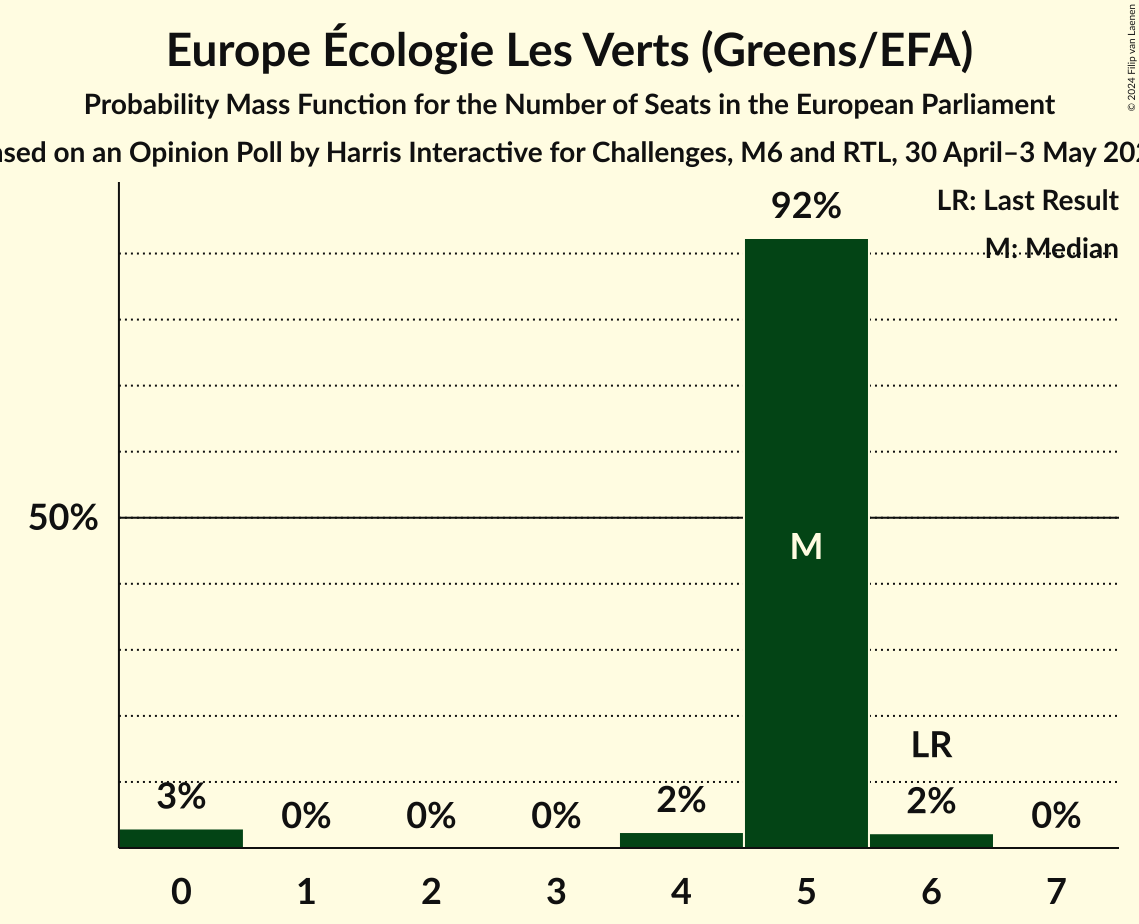 Europe Écologie Les Verts (Greens/EFA)
Probability Mass Function for the Number of Seats in the European Parliament
on an Opinion Poll by Harris Interactive for Challenges, M6 and RTL, 30 April–3 May
© 2024 Filip van Laenen
LR: Last Result
M: Median
92%
50%
M
LR
3%
0%
0%
0%
2%
2%
0%
0 1 2 3 4 5 6 7